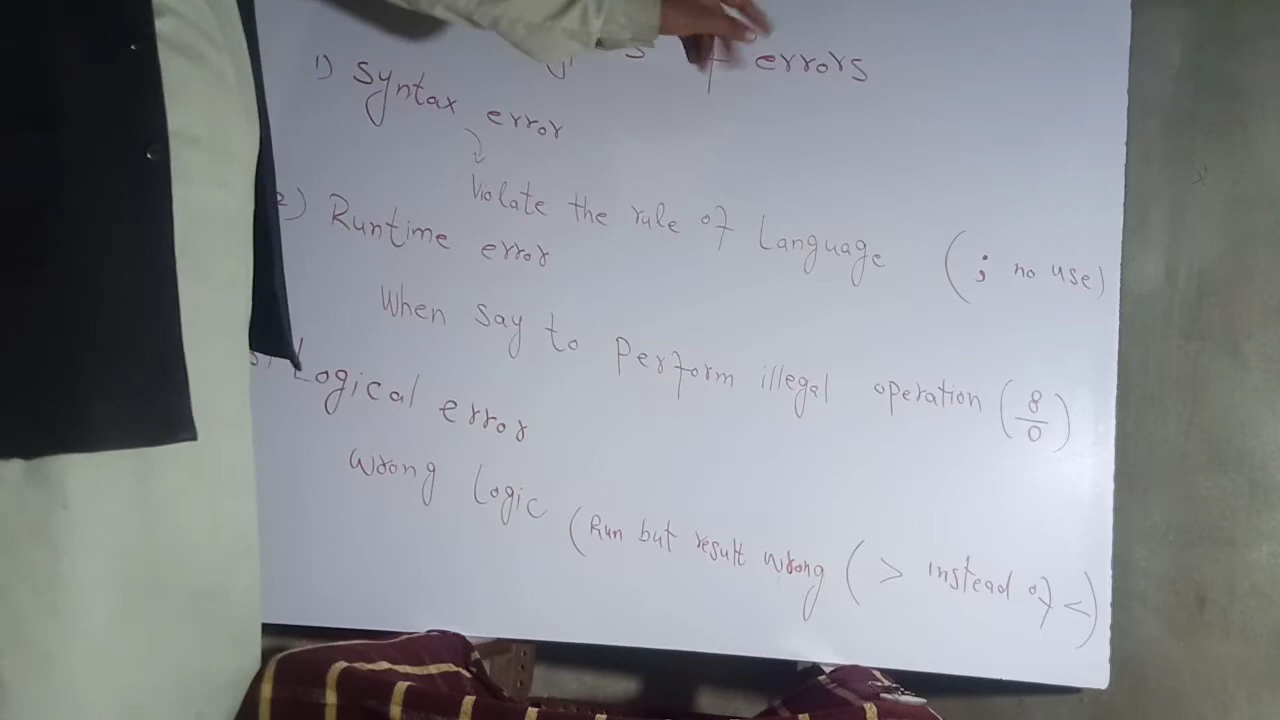 errors
1) Syntax error
Violate the rule of Language (; no use)
2) Runtime error
When say to Perform illegal operation (8/0)
Logical error
Wrong Logic (Run but result wrong (> instead of <)